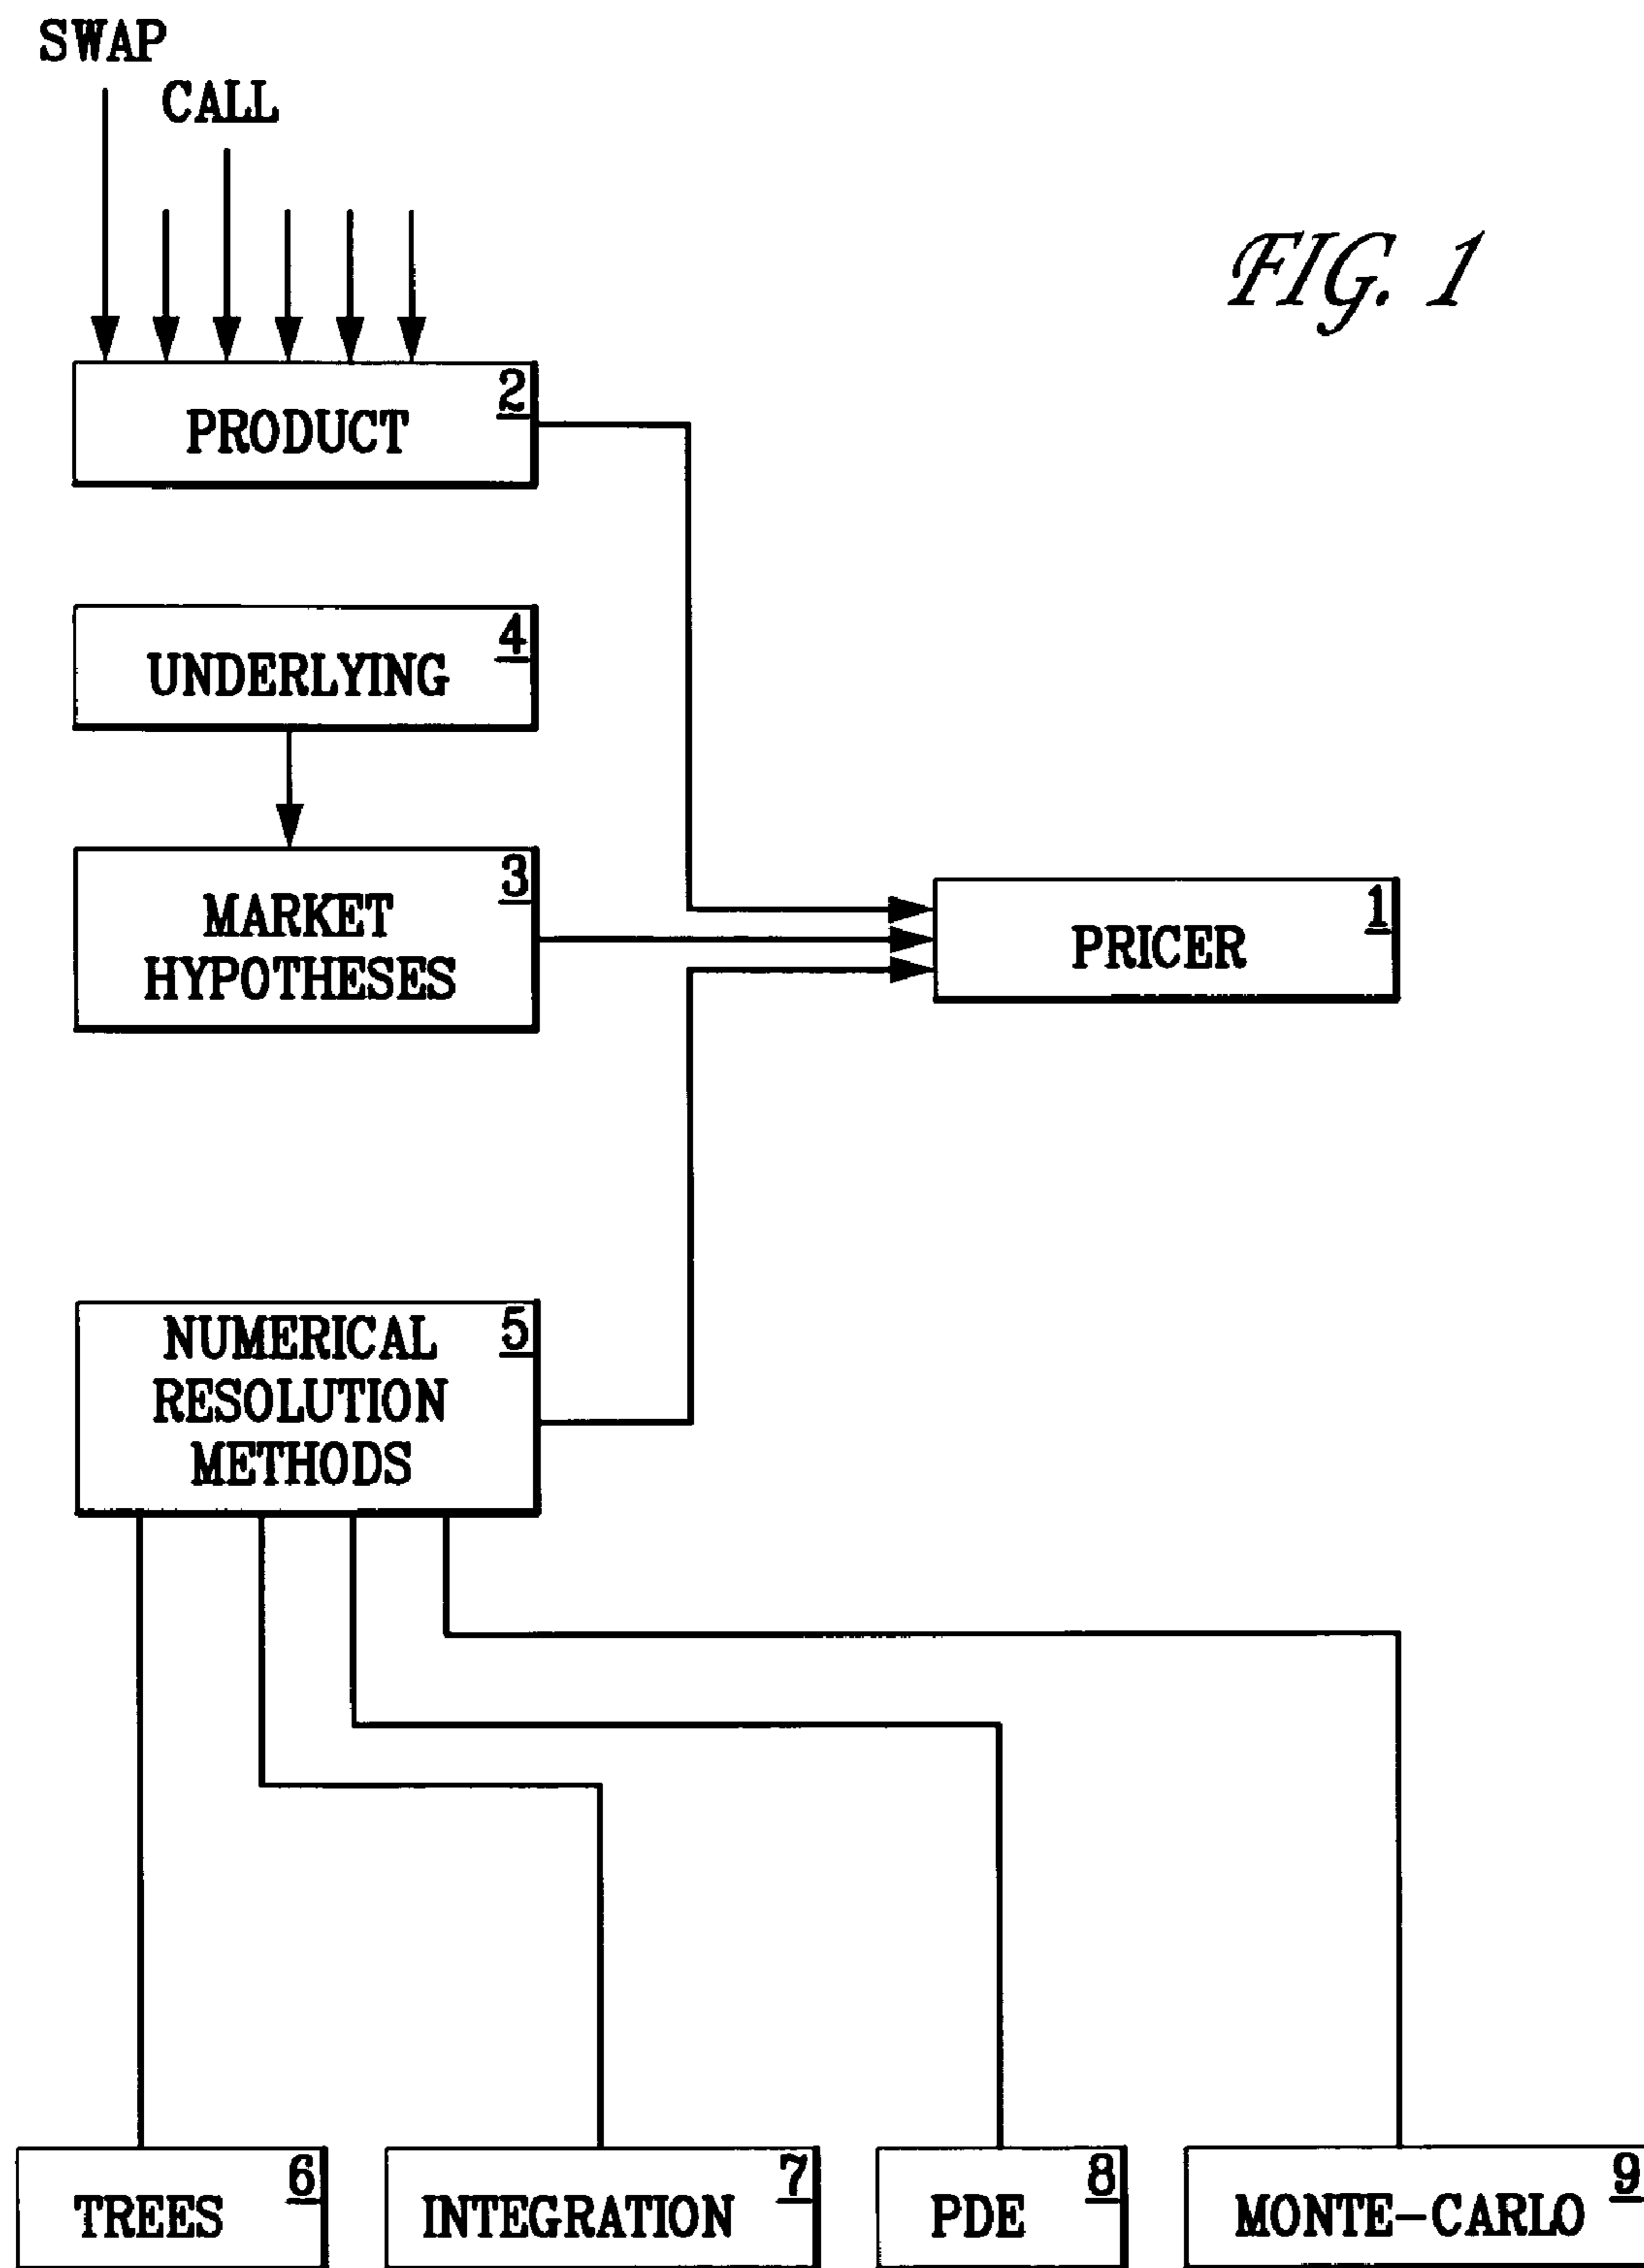 SWAP
CALL
FIG. 1
2
PRODUCT
4
UNDERLYING
3
MARKET
HYPOTHESES
1
PRICER
5
NUMERICAL
RESOLUTION
METHODS
6
TREES
7
INTEGRATION
8
PDE
9
MONTE-CARLO